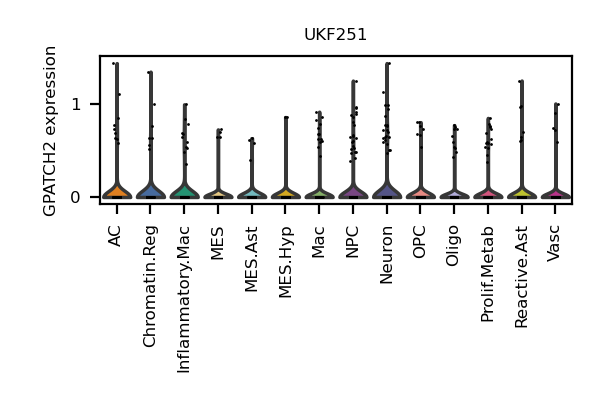 UKF251
GPATCH2 expression
1
0
AC
Chromatin.Reg
Inflammatory.Mac
MES
MES.Ast
MES.Hyp
Mac
NPC
Neuron
OPC
Oligo
Prolif.Metab
Reactive.Ast
Vasc